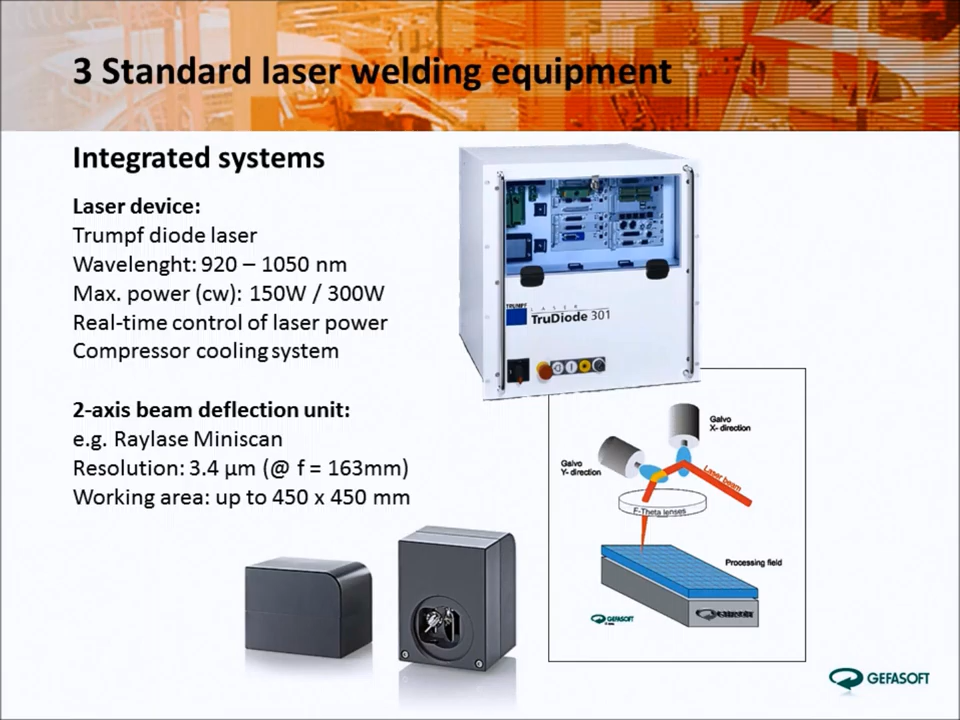 3 Standard laser welding equipment
Integrated systems
Laser device:
Trumpf diode laser
Wavelenght: 920 – 1050 nm
Max. power (cw): 150W / 300W
Real-time control of laser power
Compressor cooling system
2-axis beam deflection unit:
e.g. Raylase Miniscan
Resolution: 3.4 µm (@ f = 163mm)
Working area: up to 450 x 450 mm
TRUMPF
LASER
TruDiode 301
Galvo
X- direction
Galvo
Y- direction
Laser beam
F-Theta lenses
Processing field
GEFASOFT
GEFASOFT